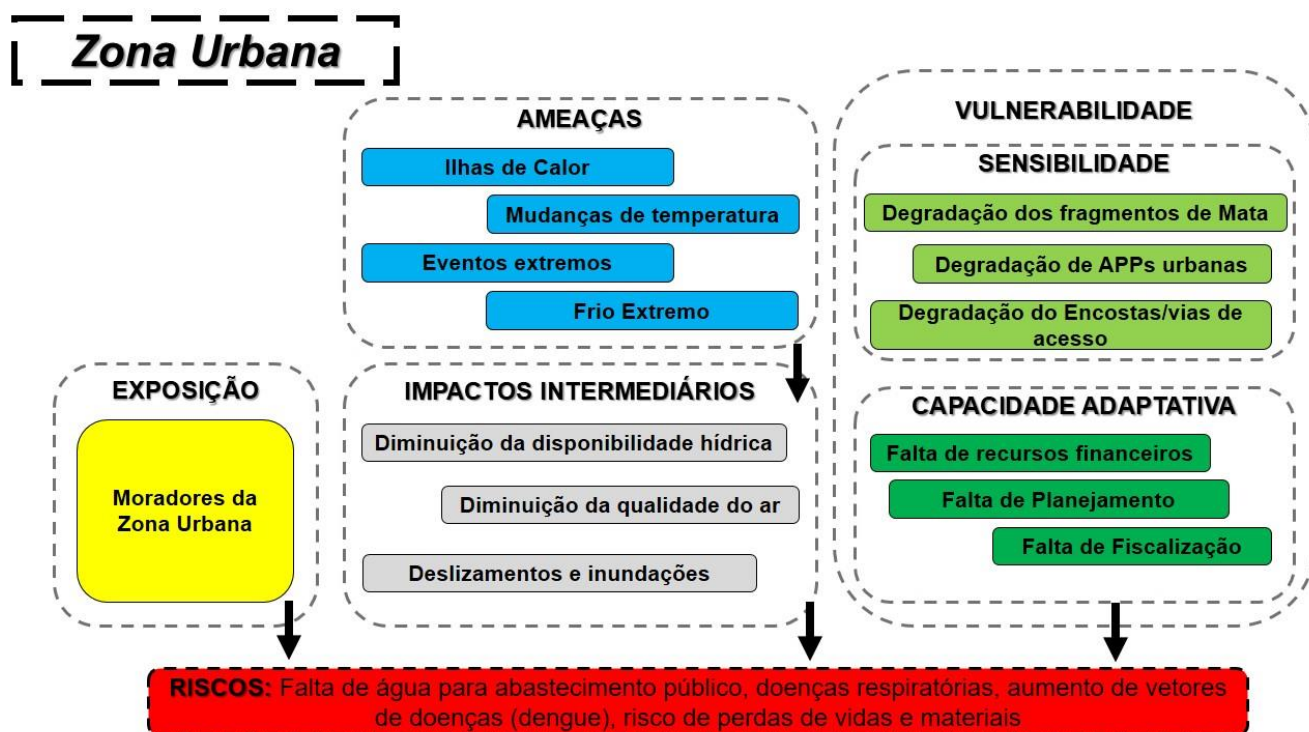 Zona Urbana
AMEAÇAS
Ilhas de Calor
Mudanças de temperatura
Eventos extremos
Frio Extremo
VULNERABILIDADE
SENSIBILIDADE
Degradação dos fragmentos de Mata
Degradação de APPs urbanas
Degradação do Encostas/vias de
acesso
EXPOSIÇÃO
Moradores da
Zona Urbana
IMPACTOS INTERMEDIÁRIOS
Diminuição da disponibilidade hídrica
Diminuição da qualidade do ar
Deslizamentos e inundações
CAPACIDADE ADAPTATIVA
Falta de recursos financeiros
Falta de Planejamento
Falta de Fiscalização
RISCOS: Falta de água para abastecimento público, doenças respiratórias, aumento de vetores
de doenças (dengue), risco de perdas de vidas e materiais